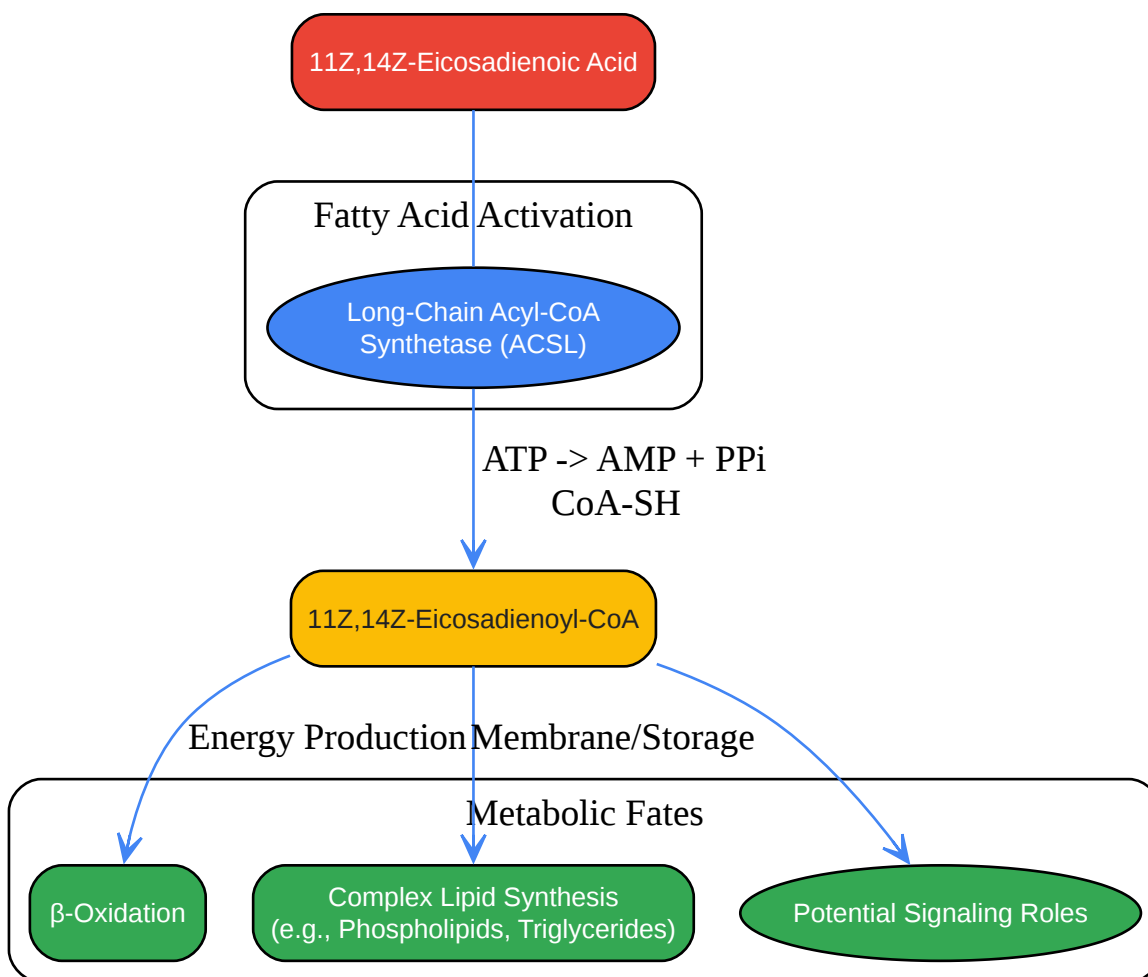 11Z,14Z-Eicosadienoic Acid
Fatty Acid Activation
Long-Chain Acyl-CoA
Synthetase (ACSL)
ATP -> AMP + PPi
CoA-SH
11Z,14Z-Eicosadienoyl-CoA
Energy Production
Membrane/Storage
Metabolic Fates
β-Oxidation
Complex Lipid Synthesis
(e.g., Phospholipids, Triglycerides)
Potential Signaling Roles